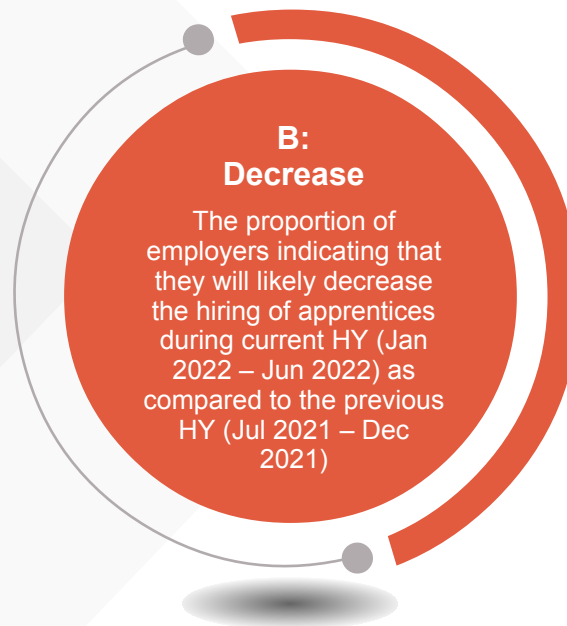 B:
Decrease
The proportion of
employers indicating that
they will likely decrease
the hiring of apprentices
during current HY (Jan
2022 – Jun 2022) as
compared to the previous
HY (Jul 2021 – Dec
2021)